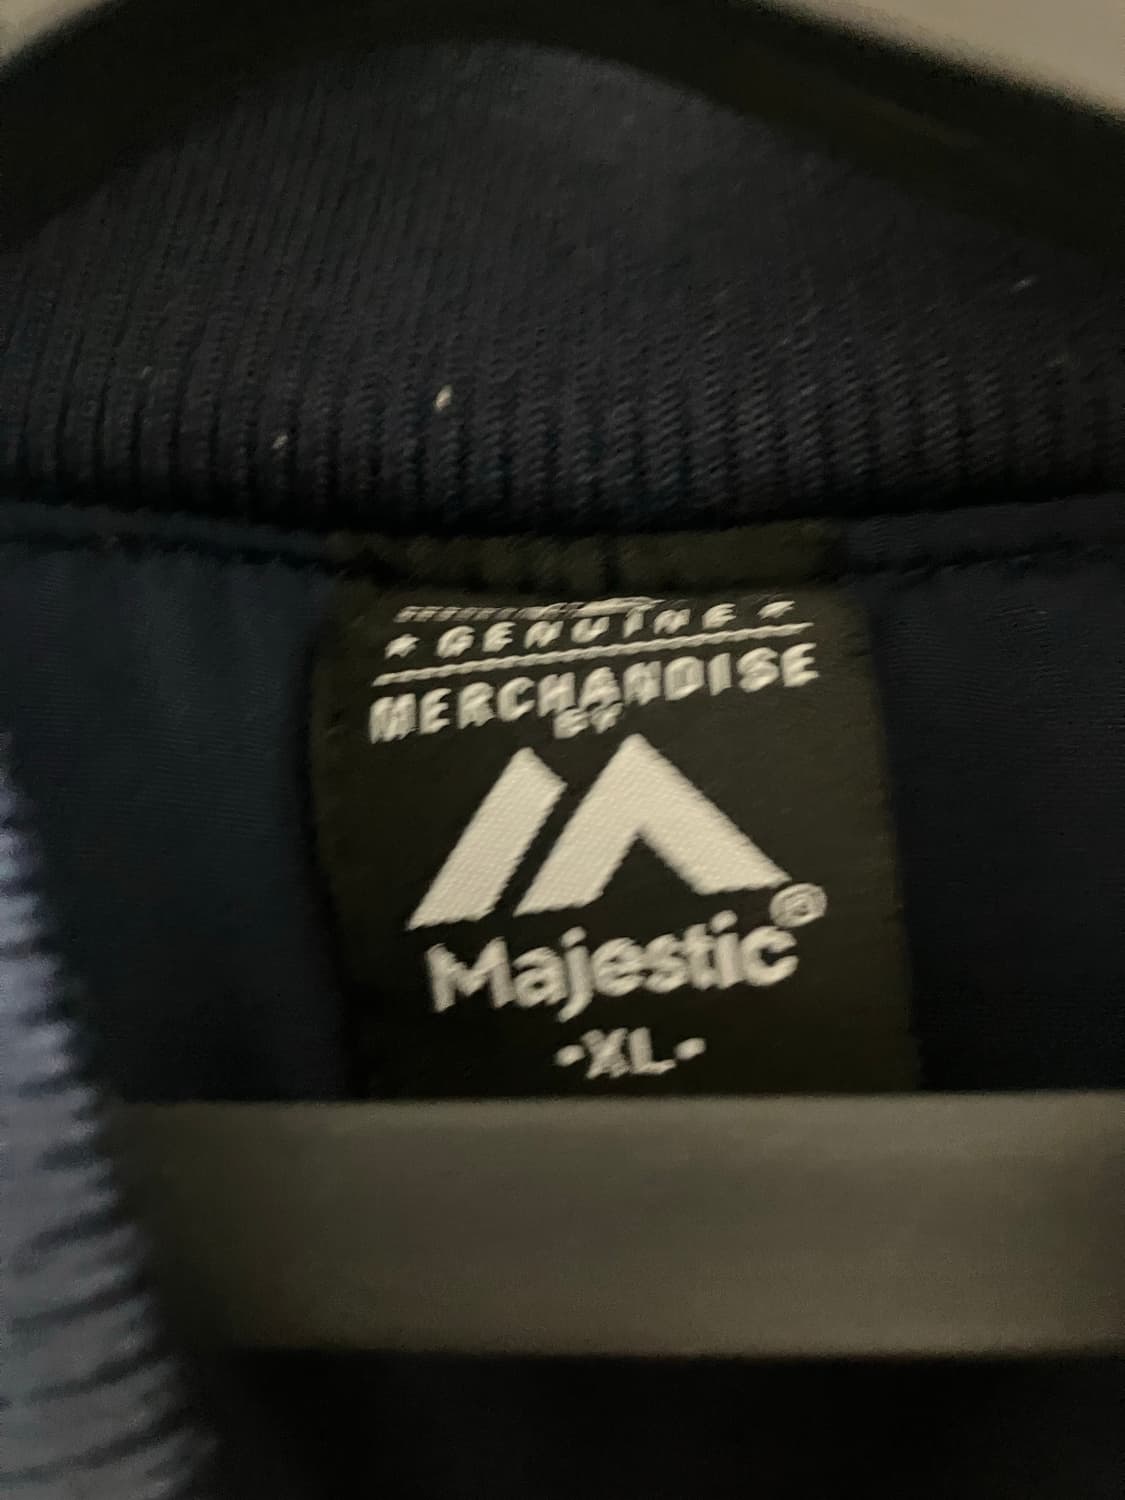 ★ GENUINE ★
MERCHANDISE
BY
Majestic®
-XL-